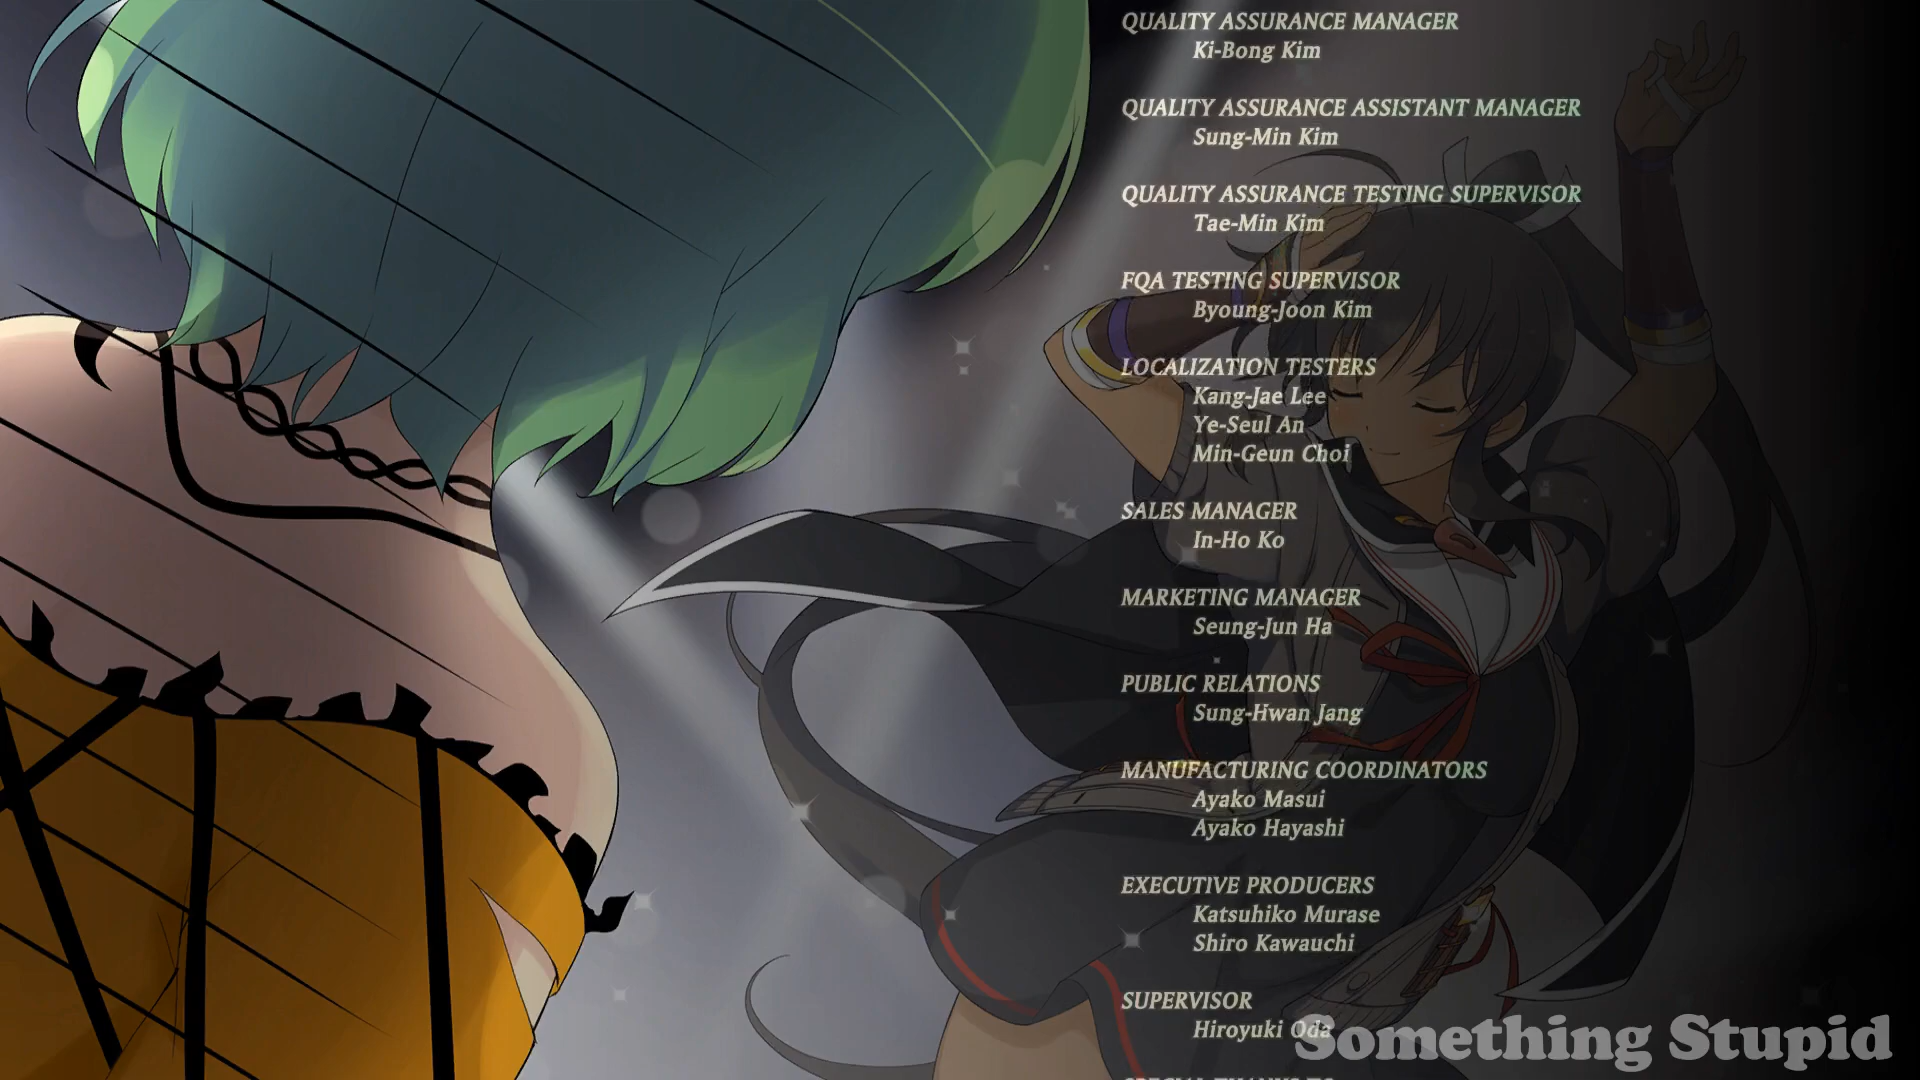 QUALITY ASSURANCE MANAGER
Ki-Bong Kim
QUALITY ASSURANCE ASSISTANT MANAGER
Sung-Min Kim
QUALITY ASSURANCE TESTING SUPERVISOR
Tae-Min Kim
FQA TESTING SUPERVISOR
Byoung-Joon Kim
LOCALIZATION TESTERS
Kang-Jae Lee
Ye-Seul An
Min-Geun Choi
SALES MANAGER
In-Ho Ko
MARKETING MANAGER
Seung-Jun Ha
PUBLIC RELATIONS
Sung-Hwan Jang
MANUFACTURING COORDINATORS
Ayako Masui
Ayako Hayashi
EXECUTIVE PRODUCERS
Katsuhiko Murase
Shiro Kawauchi
SUPERVISOR
Hiroyuki Oda
Something Stupid